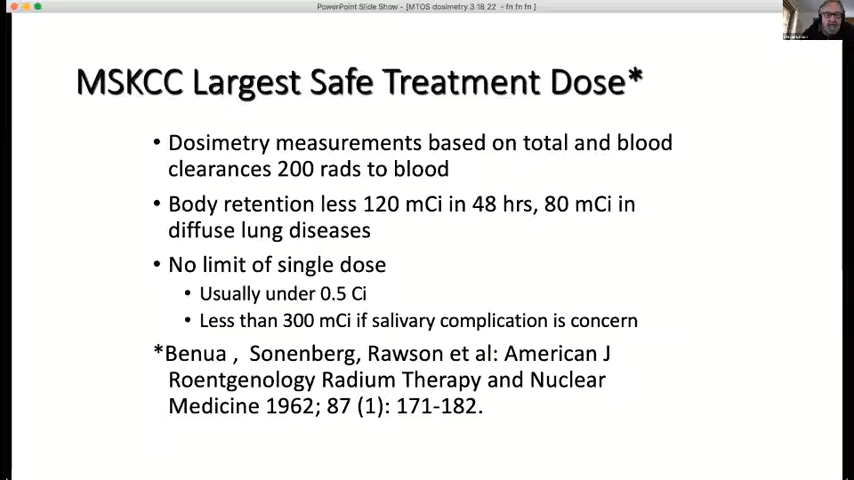 PowerPoint Slide Show - [MTOS dosimetry 3 18 22 - fn fn fn ]
MSKCC Largest Safe Treatment Dose*
• Dosimetry measurements based on total and blood
clearances 200 rads to blood
• Body retention less 120 mCi in 48 hrs, 80 mCi in
diffuse lung diseases
• No limit of single dose
• Usually under 0.5 Ci
• Less than 300 mCi if salivary complication is concern
*Benua , Sonenberg, Rawson et al: American J
Roentgenology Radium Therapy and Nuclear
Medicine 1962; 87 (1): 171-182.